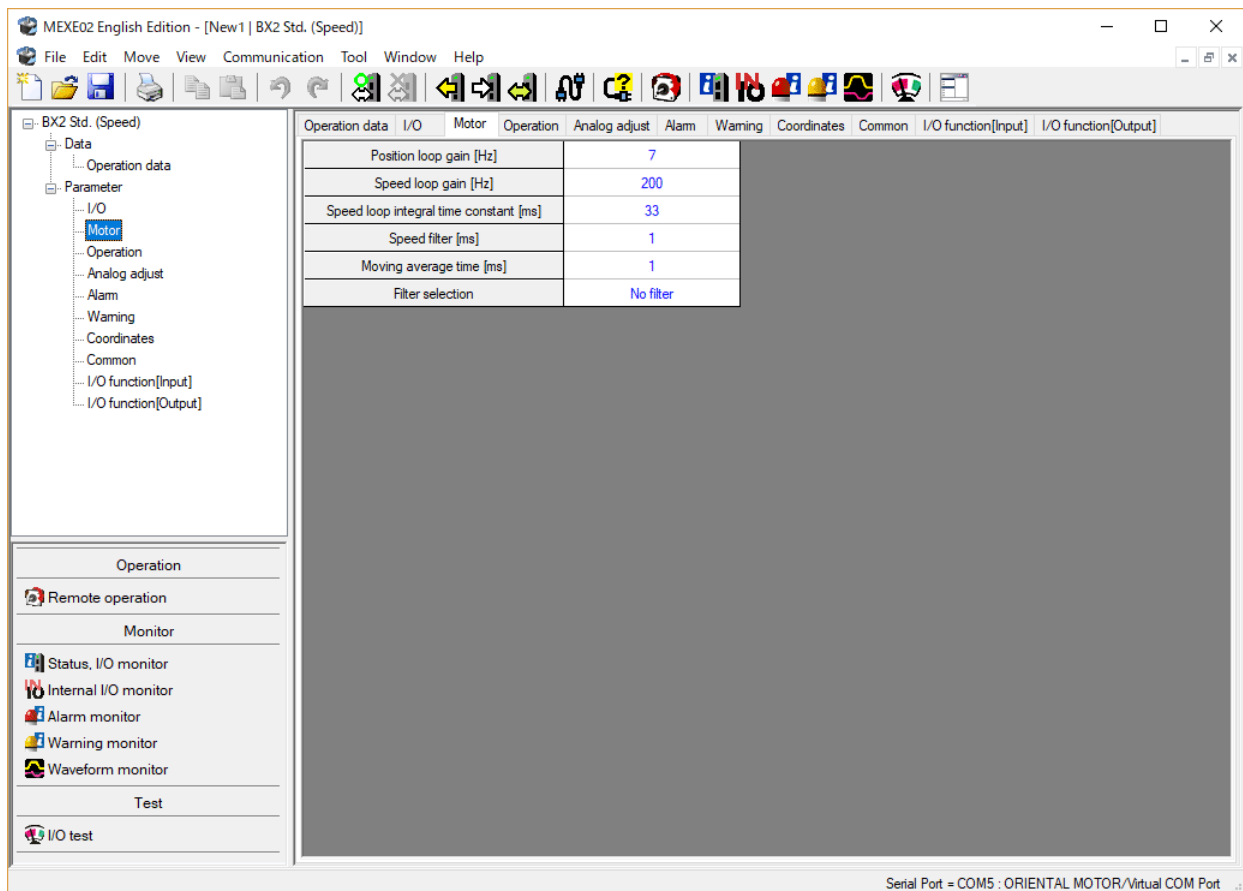 MEXE02 English Edition - [New1 | BX2 Std. (Speed)]
File Edit Move View Communication Tool Window Help
BX2 Std. (Speed)
Data
Operation data
Parameter
I/O
Motor
Operation
Analog adjust
Alarm
Warning
Coordinates
Common
I/O function[Input]
I/O function[Output]
Operation
Remote operation
Monitor
Status, I/O monitor
Internal I/O monitor
Alarm monitor
Warning monitor
Waveform monitor
Test
I/O test
Operation data I/O Motor Operation Analog adjust Alarm Warning Coordinates Common I/O function[Input] I/O function[Output]
Position loop gain [Hz] 7
Speed loop gain [Hz] 200
Speed loop integral time constant [ms] 33
Speed filter [ms] 1
Moving average time [ms] 1
Filter selection No filter
Serial Port = COM5 : ORIENTAL MOTOR/Virtual COM Port